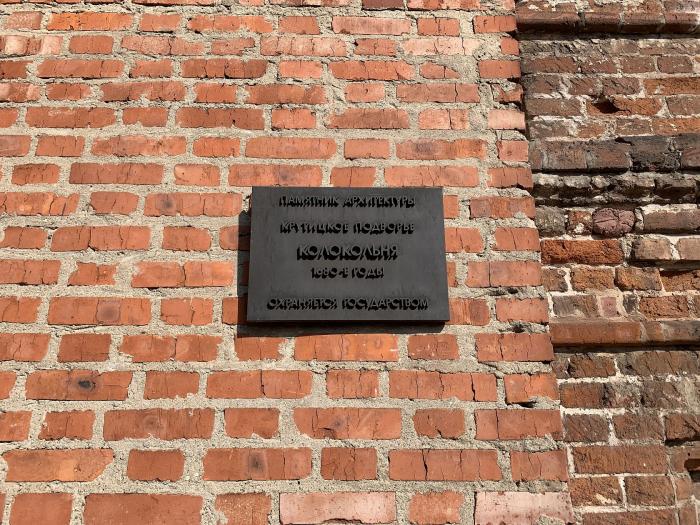 ПАМЯТНИК АРХИТЕКТУРЫ
КРУТИЦКОЕ ПОДВОРЬЕ
КОЛОКОЛЬНЯ
1680-Е ГОДЫ
ОХРАНЯЕТСЯ ГОСУДАРСТВОМ